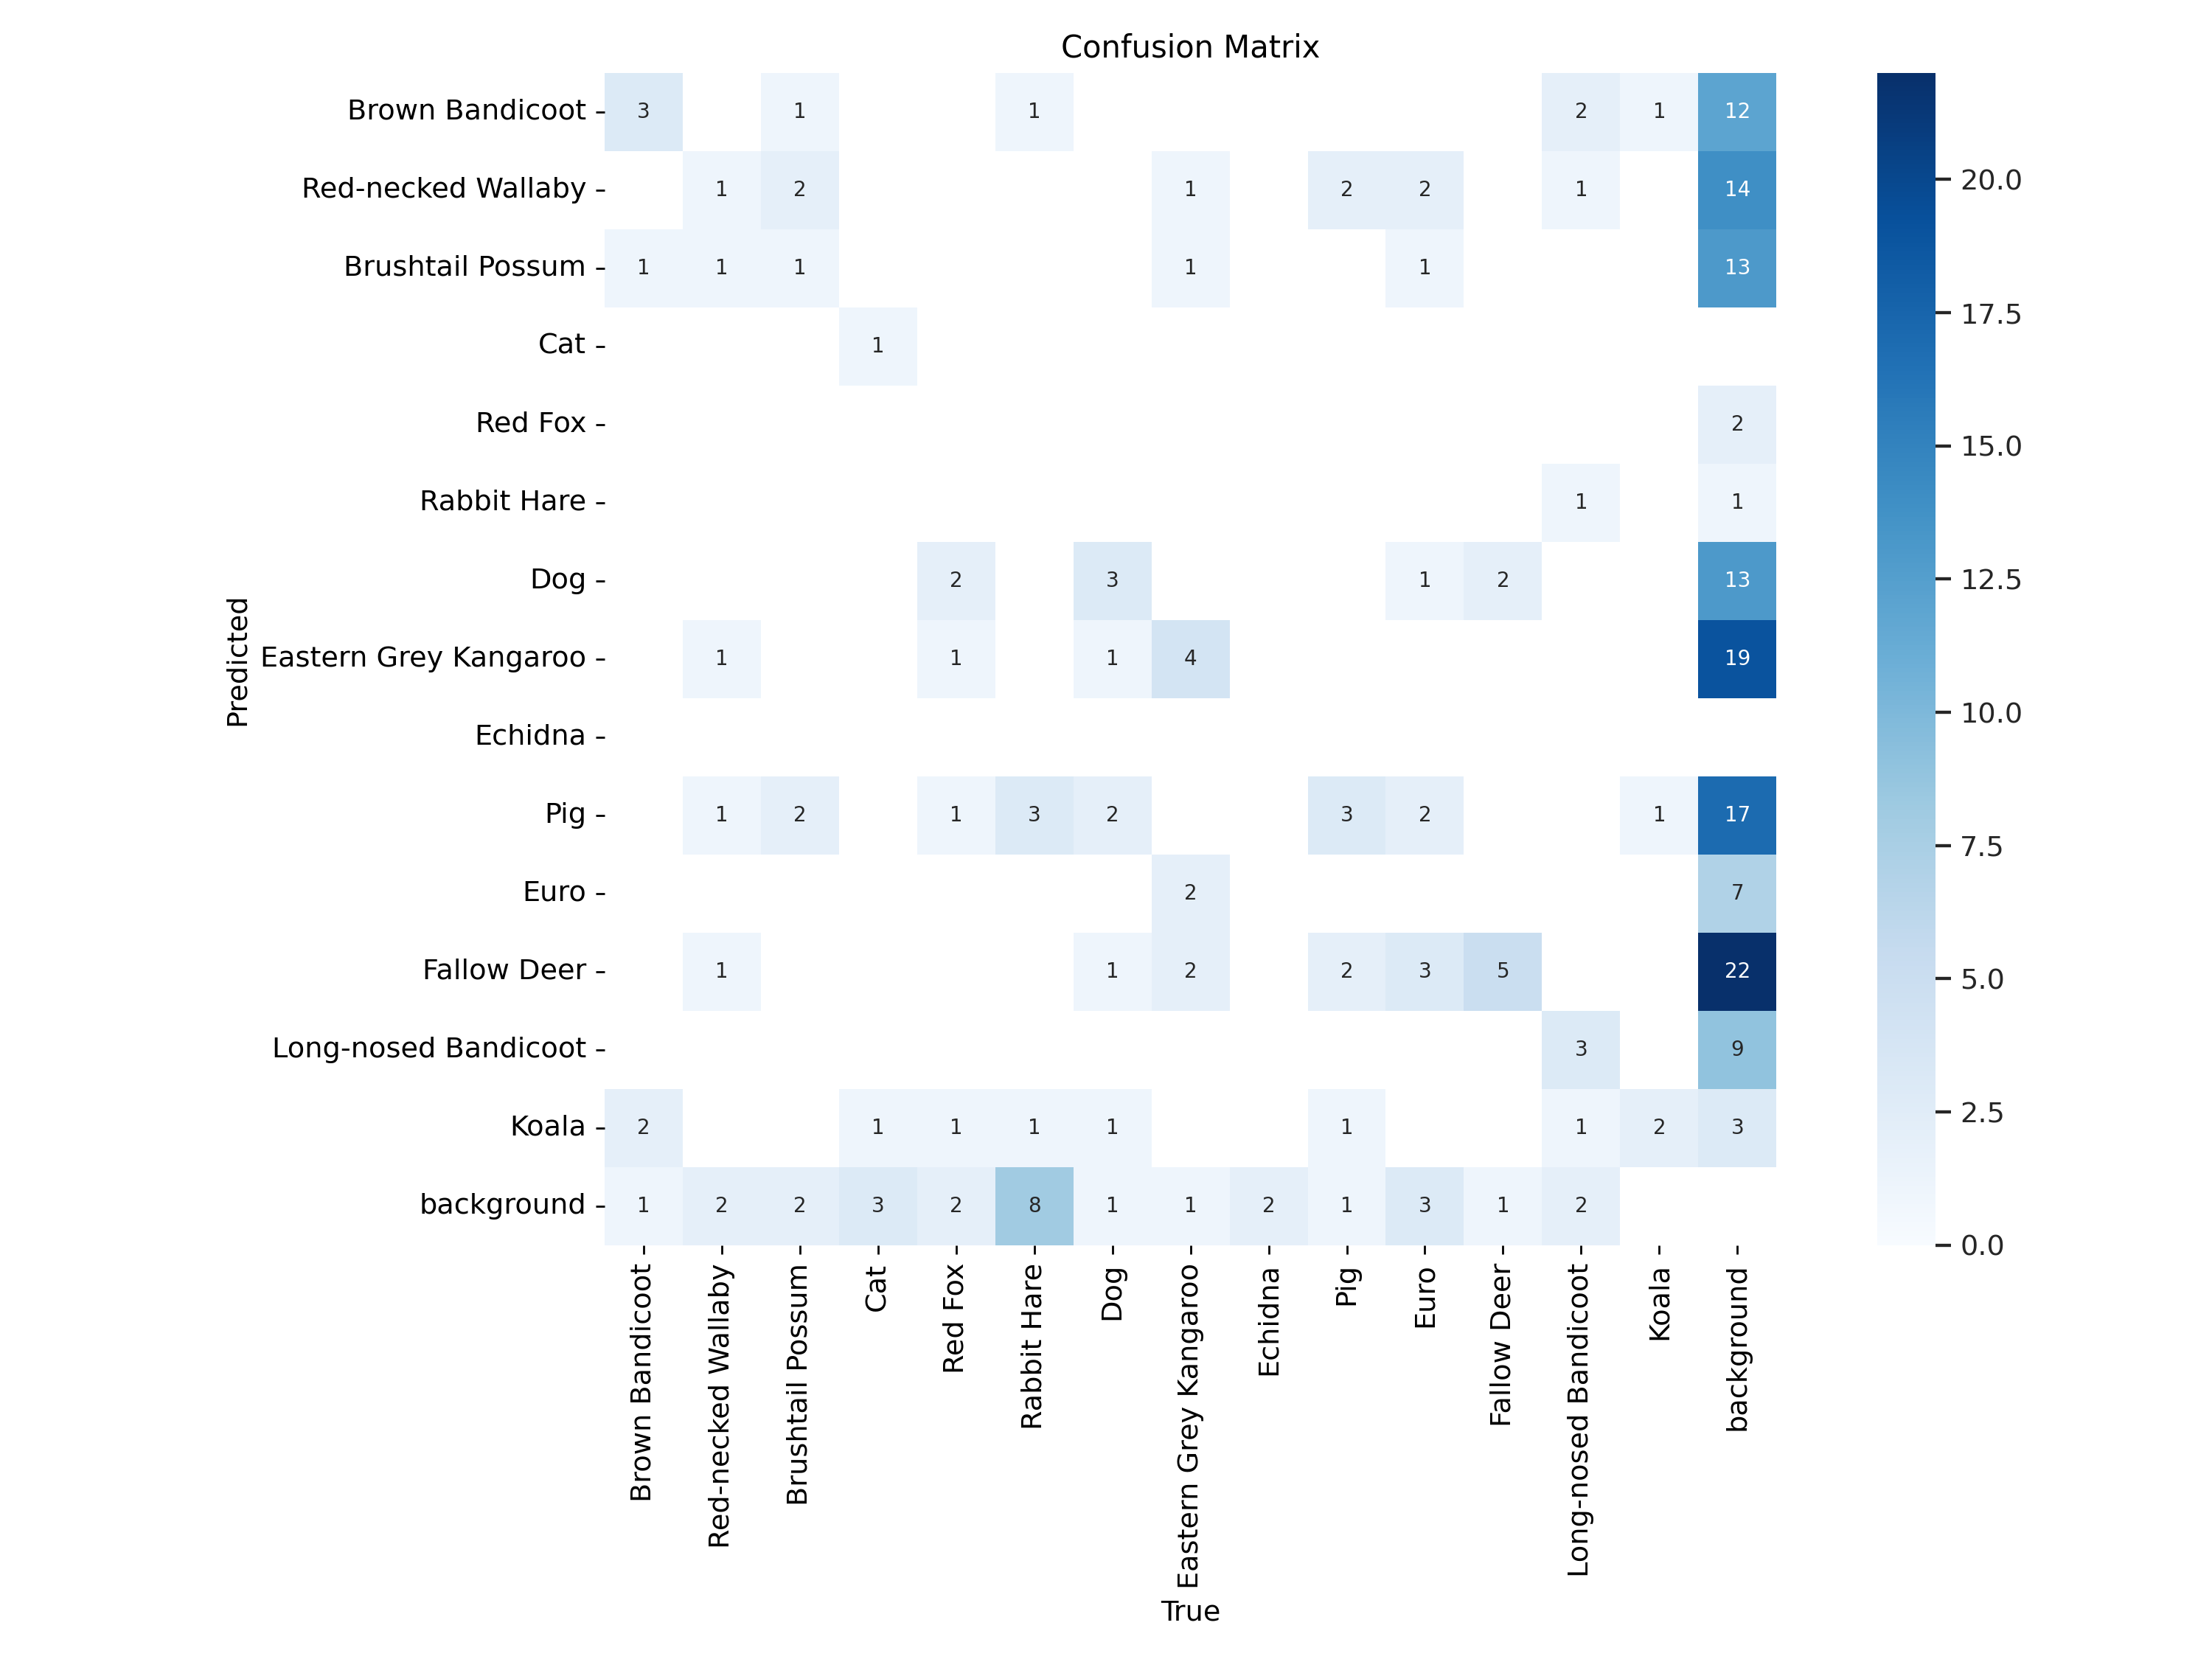 Confusion Matrix
Brown Bandicoot 3 1 1 2 1 12
Red-necked Wallaby 1 2 1 2 2 1 14
Brushtail Possum 1 1 1 1 1 13
Cat 1
Red Fox 2
Rabbit Hare 1 1
Dog 2 3 1 2 13
Eastern Grey Kangaroo 1 1 1 4 19
Echidna
Pig 1 2 1 3 2 3 2 1 17
Euro 2 7
Fallow Deer 1 1 2 2 3 5 22
Long-nosed Bandicoot 3 9
Koala 2 1 1 1 1 1 1 2 3
background 1 2 2 3 2 8 1 1 2 1 3 1 2
Predicted
Brown Bandicoot
Red-necked Wallaby
Brushtail Possum
Cat
Red Fox
Rabbit Hare
Dog
Eastern Grey Kangaroo
Echidna
Pig
Euro
Fallow Deer
Long-nosed Bandicoot
Koala
background
True
20.0
17.5
15.0
12.5
10.0
7.5
5.0
2.5
0.0